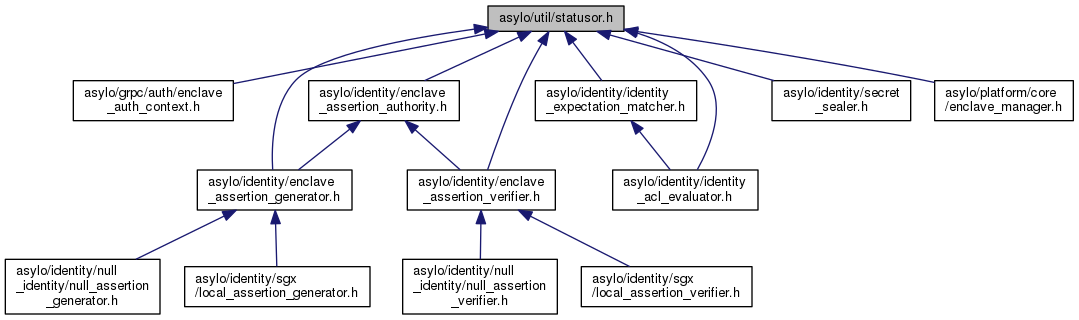 asylo/util/statusor.h
asylo/grpc/auth/enclave
_auth_context.h
asylo/identity/enclave
_assertion_authority.h
asylo/identity/identity
_expectation_matcher.h
asylo/identity/secret
_sealer.h
asylo/platform/core
/enclave_manager.h
asylo/identity/enclave
_assertion_generator.h
asylo/identity/enclave
_assertion_verifier.h
asylo/identity/identity
_acl_evaluator.h
asylo/identity/null
_identity/null_assertion
_generator.h
asylo/identity/sgx
/local_assertion_generator.h
asylo/identity/null
_identity/null_assertion
_verifier.h
asylo/identity/sgx
/local_assertion_verifier.h